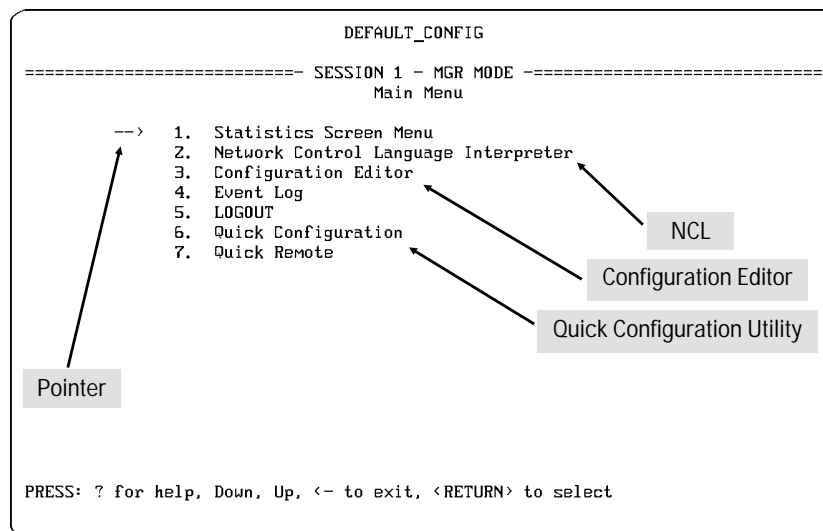 DEFAULT_CONFIG
===========================- SESSION 1 - MGR MODE -=============================
Main Menu
--> 1. Statistics Screen Menu
2. Network Control Language Interpreter
3. Configuration Editor
4. Event Log
5. LOGOUT
6. Quick Configuration
7. Quick Remote
NCL
Configuration Editor
Quick Configuration Utility
Pointer
PRESS: ? for help, Down, Up, <- to exit, <RETURN> to select